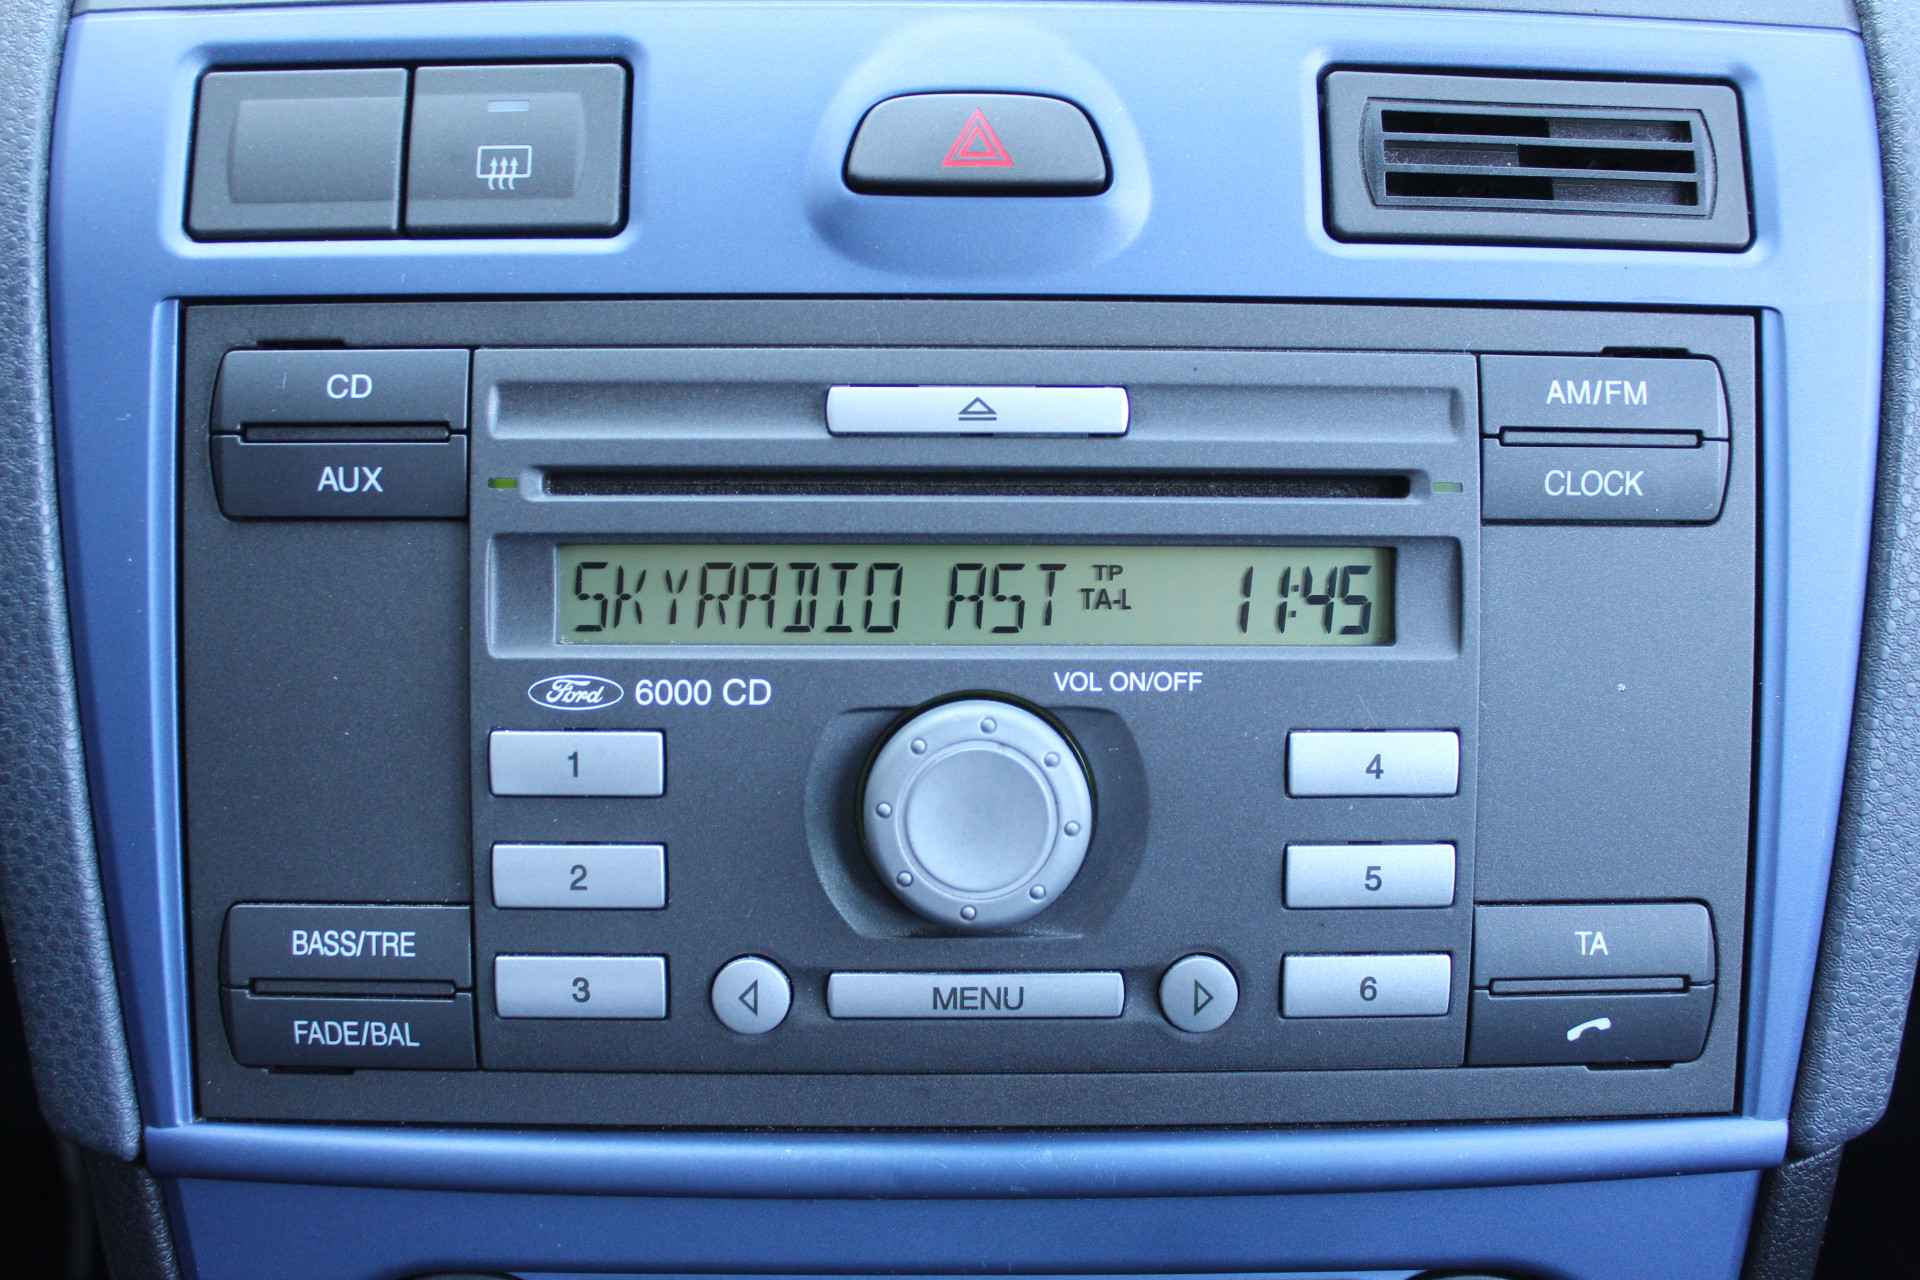 CD
AM/FM
AUX
CLOCK
SKYRADIO AST TP TA-L 11:45
Ford 6000 CD
VOL ON/OFF
1
4
2
5
BASS/TRE
TA
3
MENU
6
FADE/BAL